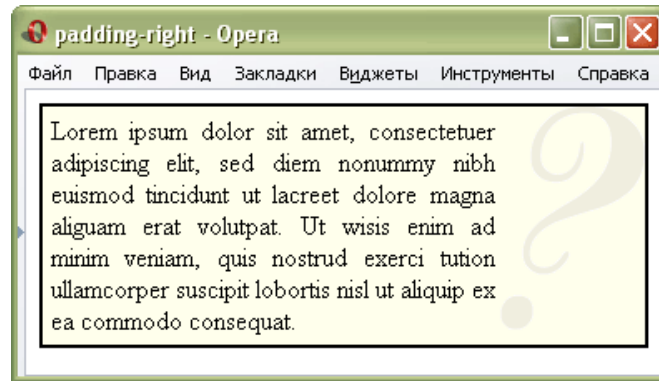 padding-right - Opera
Файл Правка Вид Закладки Виджеты Инструменты Справка
Lorem ipsum dolor sit amet, consectetuer
adipiscing elit, sed diem nonummy nibh
euismod tincidunt ut lacreet dolore magna
aliguam erat volutpat. Ut wisis enim ad
minim veniam, quis nostrud exerci tution
ullamcorper suscipit lobortis nisl ut aliquip ex
ea commodo consequat.
?